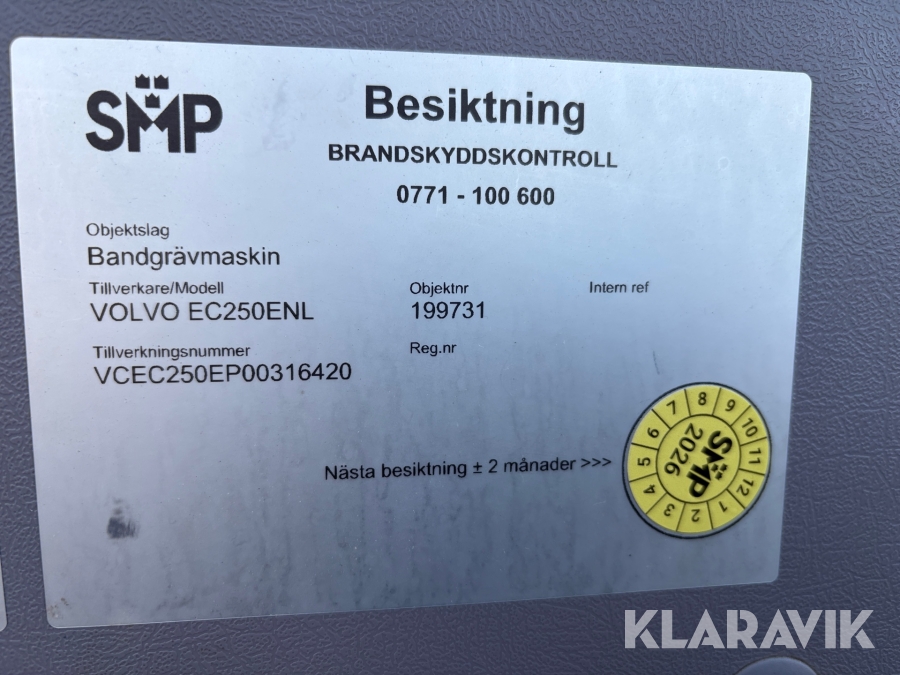 SMP
Besiktning
BRANDSKYDDSKONTROLL
0771 - 100 600
Objektslag
Bandgrävmaskin
Tillverkare/Modell
VOLVO EC250ENL
Objektnr
199731
Intern ref
Tillverkningsnummer
VCEC250EP00316420
Reg.nr
Nästa besiktning ± 2 månader >>>
1 2 3 4 5 6 7 8 9 10 11 12
SMP
2026
KLARAVIK